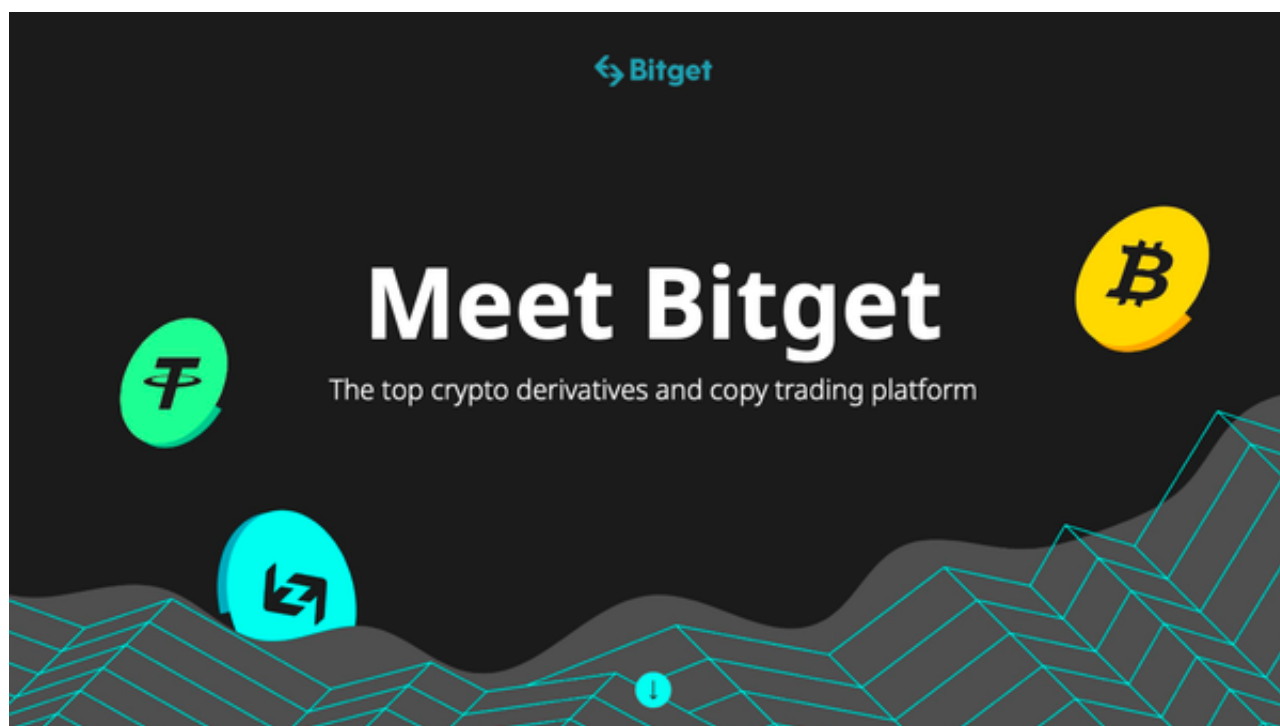 Bitget
Meet Bitget
The top crypto derivatives and copy trading platform